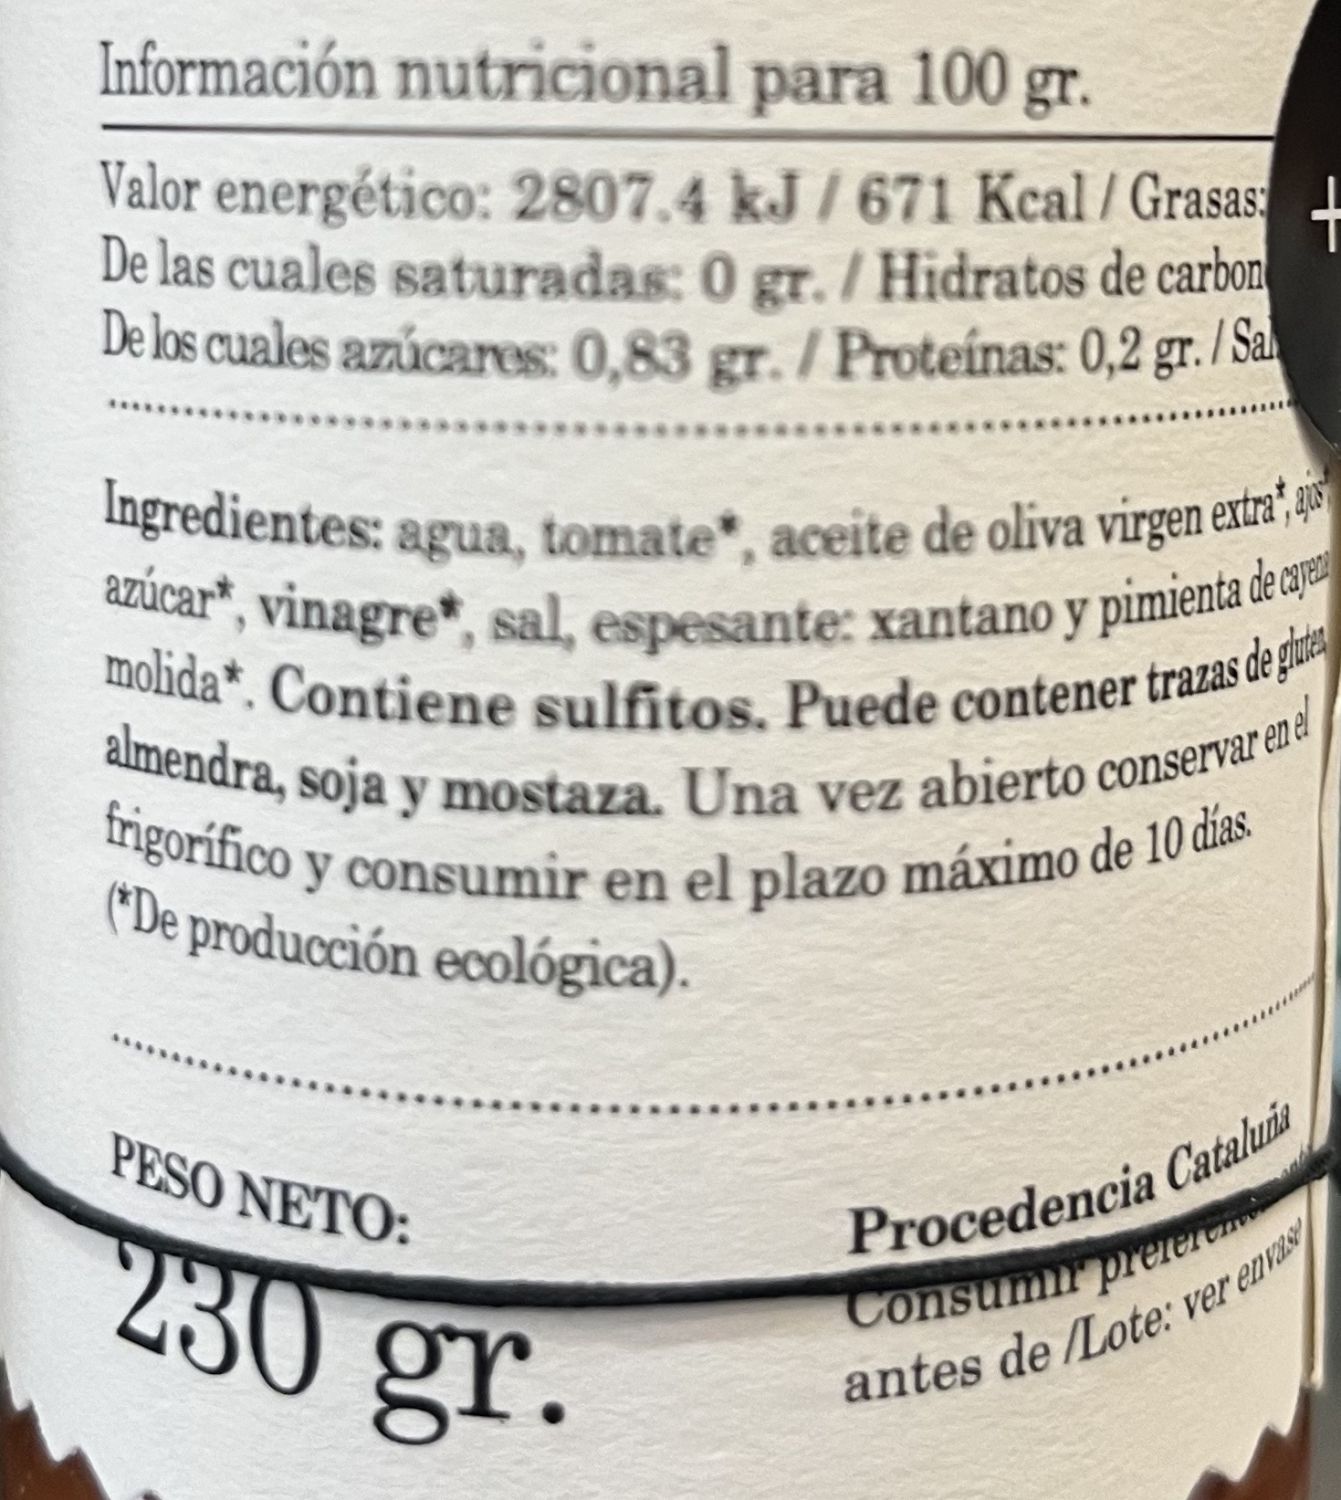 Información nutricional para 100 gr.
Valor energético: 2807.4 kJ / 671 Kcal / Grasas:
De las cuales saturadas: 0 gr. / Hidratos de carbon
De los cuales azúcares: 0,83 gr. / Proteínas: 0,2 gr. / Sal
+
Ingredientes: agua, tomate*, aceite de oliva virgen extra*, ajos*
azúcar*, vinagre*, sal, espesante: xantano y pimienta de cayena
molida*. Contiene sulfitos. Puede contener trazas de gluten,
almendra, soja y mostaza. Una vez abierto conservar en el
frigorífico y consumir en el plazo máximo de 10 días.
(*De producción ecológica).
PESO NETO:
230 gr.
Procedencia Cataluña
Consumir preferentemente
antes de /Lote: ver envase